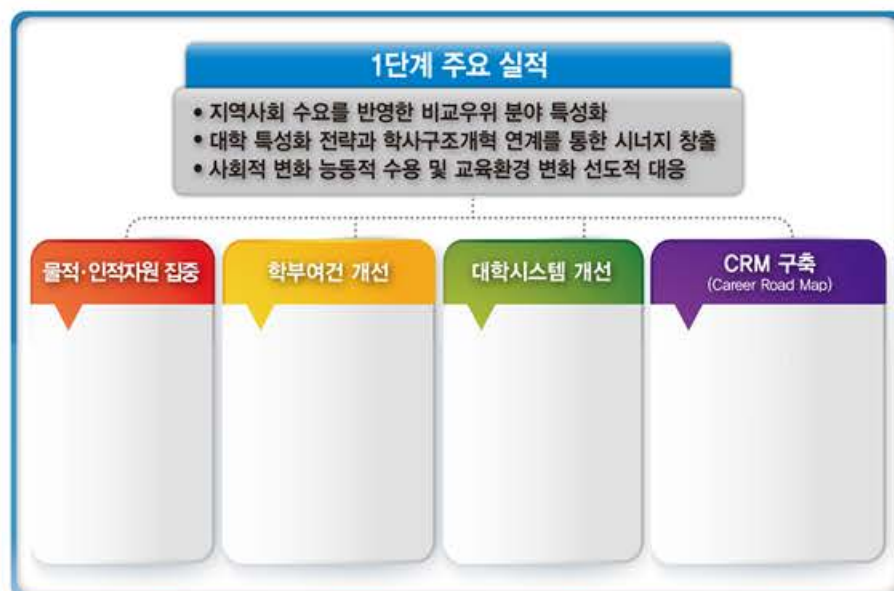 1단계 주요 실적
• 지역사회 수요를 반영한 비교우위 분야 특성화
• 대학 특성화 전략과 학사구조개혁 연계를 통한 시너지 창출
• 사회적 변화 능동적 수용 및 교육환경 변화 선도적 대응
물적·인적자원 집중
학부여건 개선
대학시스템 개선
CRM 구축
(Career Road Map)